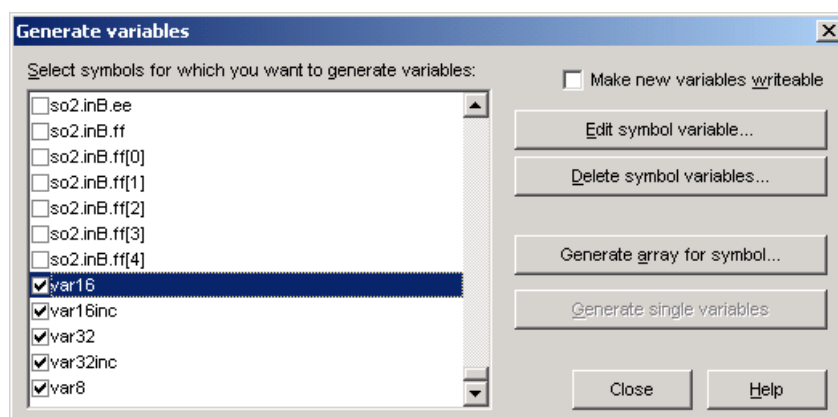 Generate variables
Select symbols for which you want to generate variables:
Make new variables writeable
so2.inB.ee
so2.inB.ff
so2.inB.ff[0]
so2.inB.ff[1]
so2.inB.ff[2]
so2.inB.ff[3]
so2.inB.ff[4]
var16
var16inc
var32
var32inc
var8
Edit symbol variable...
Delete symbol variables...
Generate array for symbol...
Generate single variables
Close
Help